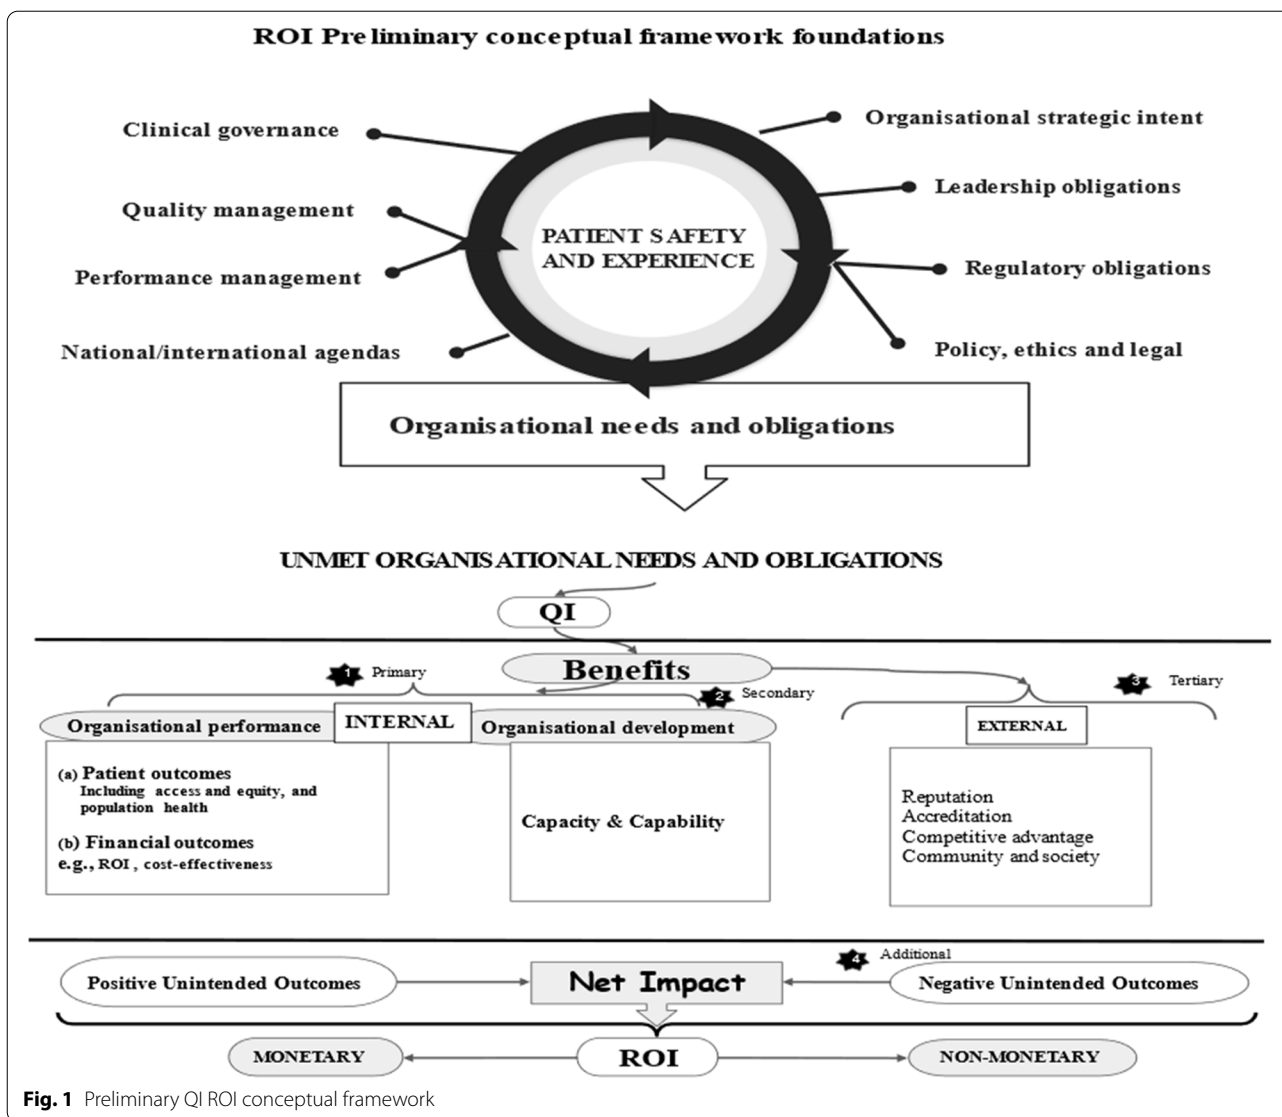 ROI Preliminary conceptual framework foundations
Clinical governance
Organisational strategic intent
Quality management
Leadership obligations
PATIENT SAFETY
AND EXPERIENCE
Performance management
Regulatory obligations
National/international agendas
Policy, ethics and legal
Organisational needs and obligations
UNMET ORGANISATIONAL NEEDS AND OBLIGATIONS
QI
Benefits
1 Primary
2 Secondary
3 Tertiary
Organisational performance
INTERNAL
Organisational development
EXTERNAL
(a) Patient outcomes
Including access and equity, and
population health
(b) Financial outcomes
e.g., ROI , cost-effectiveness
Capacity & Capability
Reputation
Accreditation
Competitive advantage
Community and society
4 Additional
Positive Unintended Outcomes
Net Impact
Negative Unintended Outcomes
MONETARY
ROI
NON-MONETARY
Fig. 1 Preliminary QI ROI conceptual framework